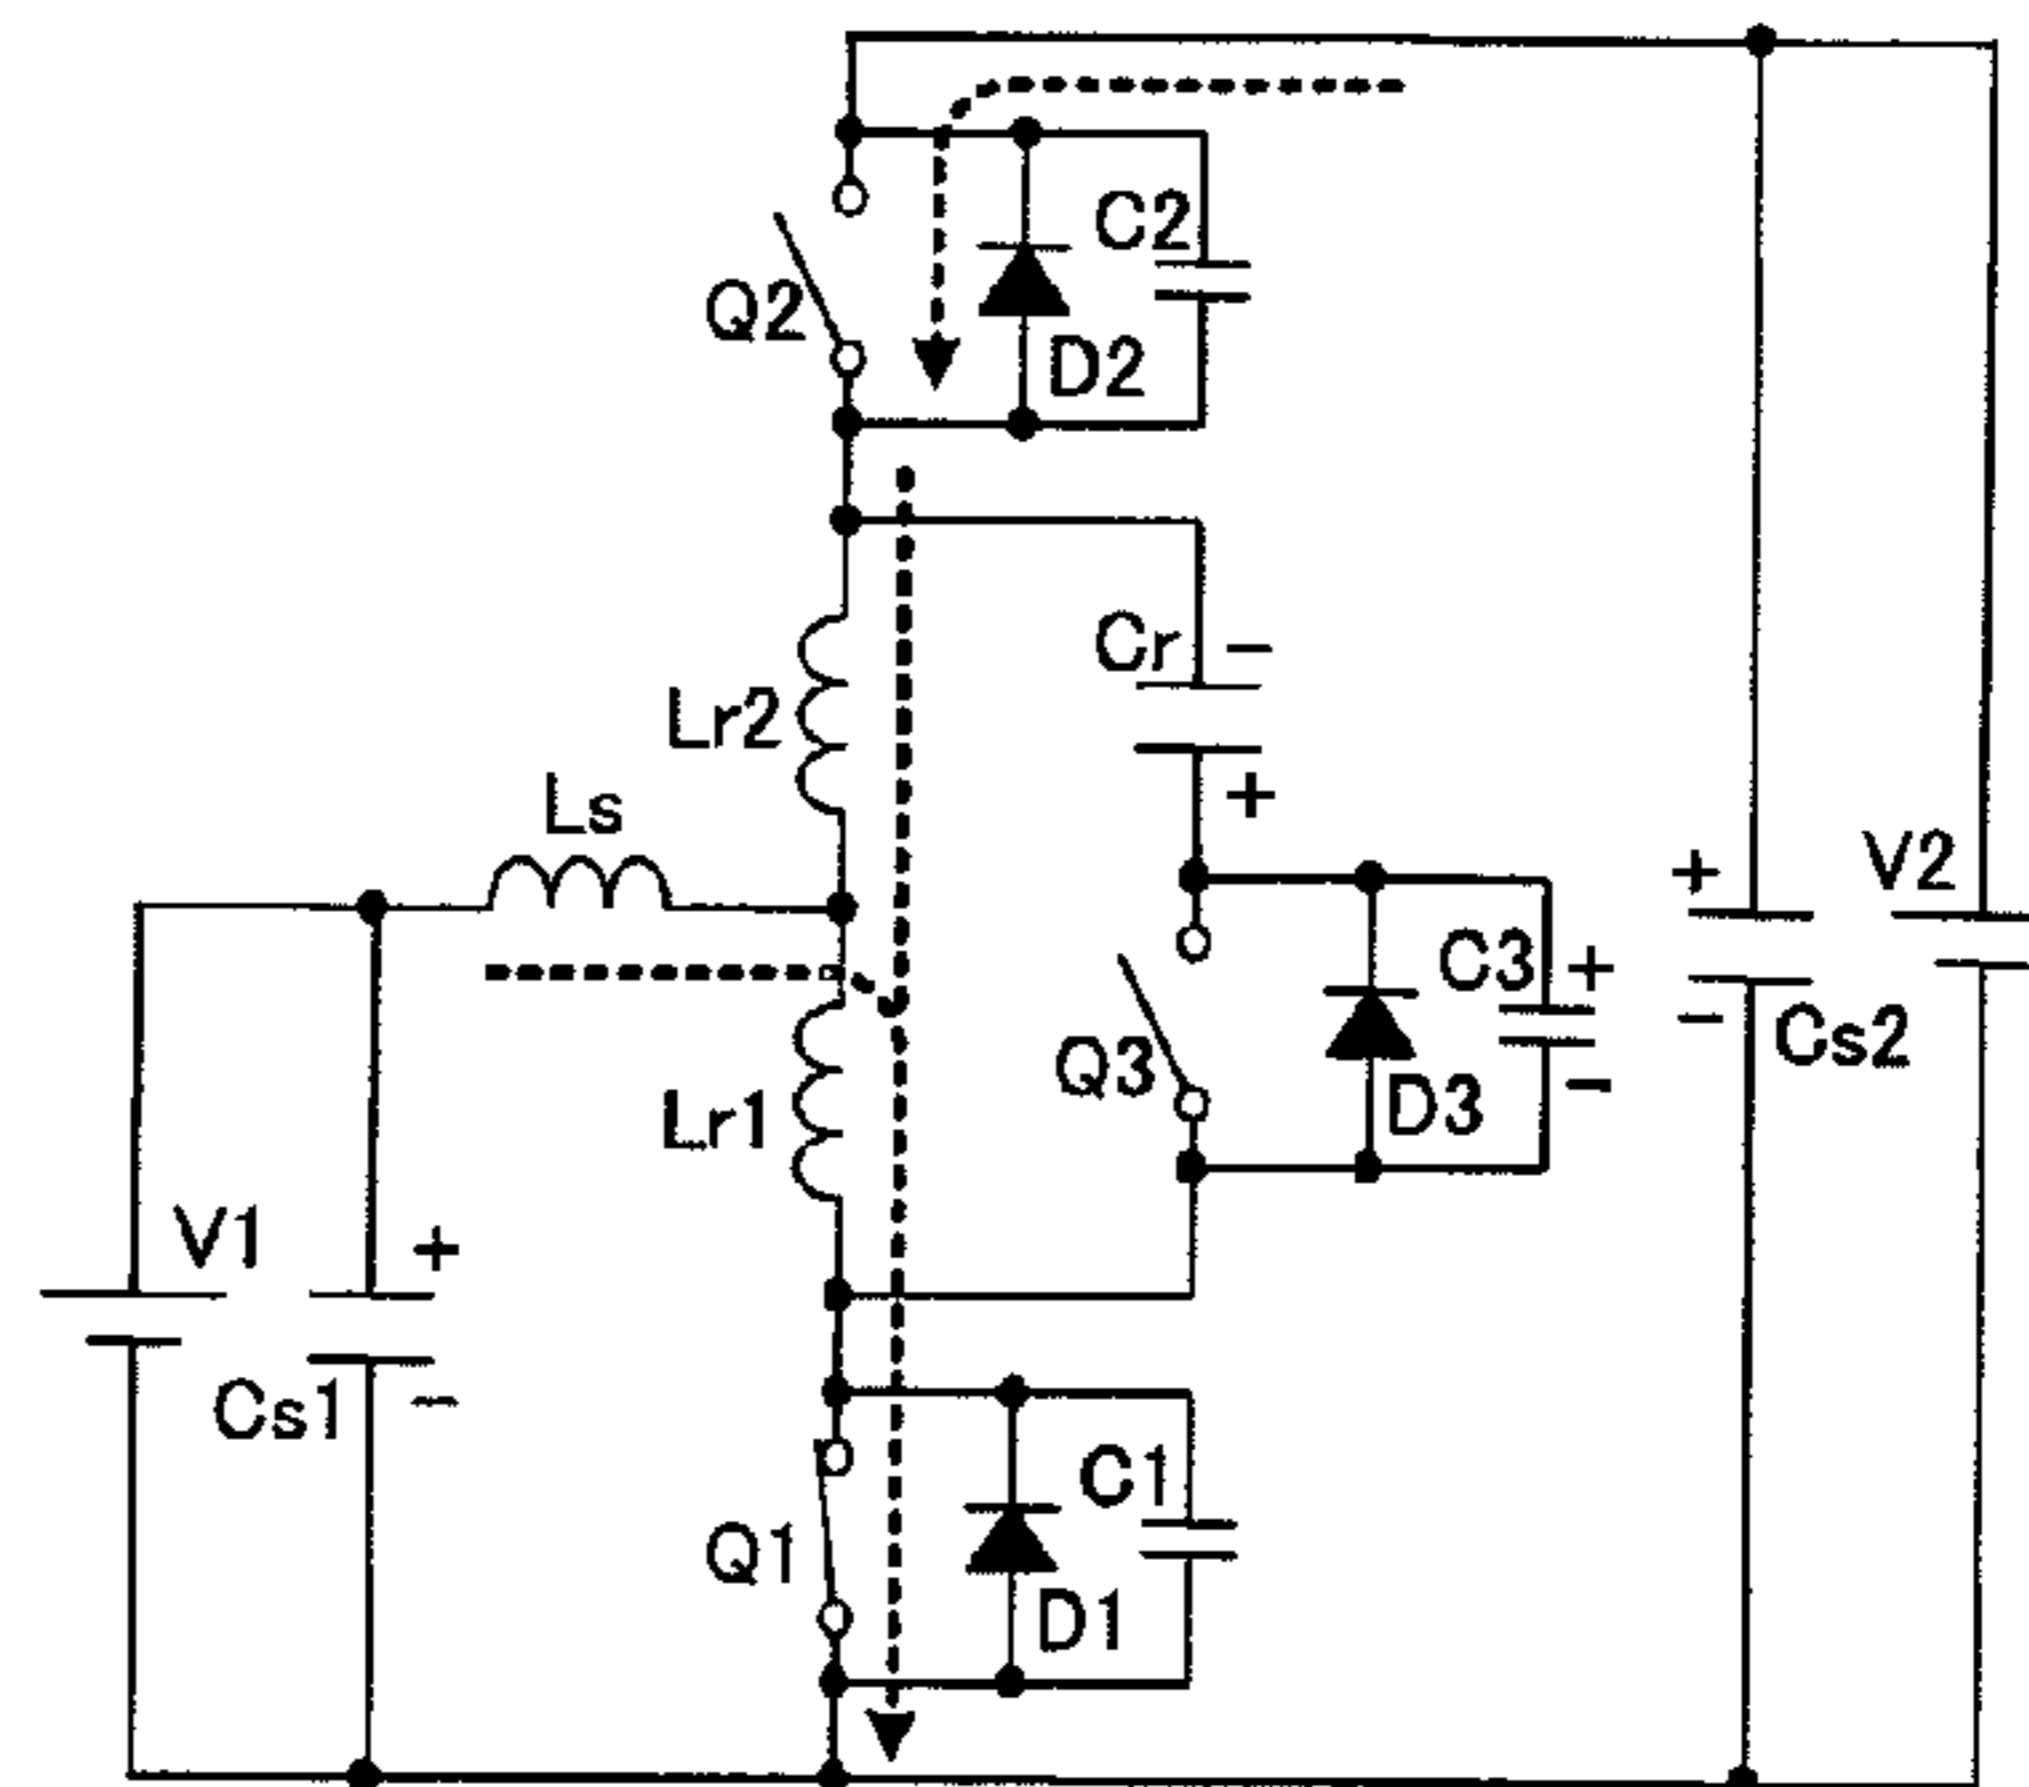 C2
Q2
D2
Cr -
Lr2
+
Ls
+ V2
C3 +
- Cs2
Q3
D3 -
Lr1
V1 +
Cs1 -
C1
Q1
D1